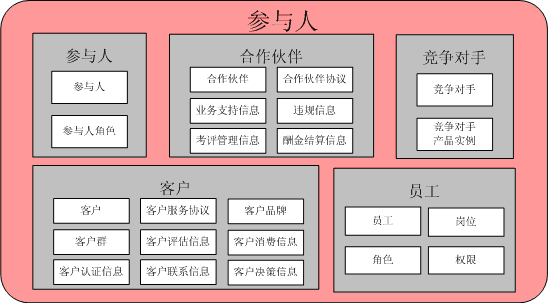 参与人
参与人
参与人
参与人角色
合作伙伴
合作伙伴 合作伙伴协议
业务支持信息 违规信息
考评管理信息 酬金结算信息
竞争对手
竞争对手
竞争对手
产品实例
客户
客户 客户服务协议 客户品牌
客户群 客户评估信息 客户消费信息
客户认证信息 客户联系信息 客户决策信息
员工
员工 岗位
角色 权限